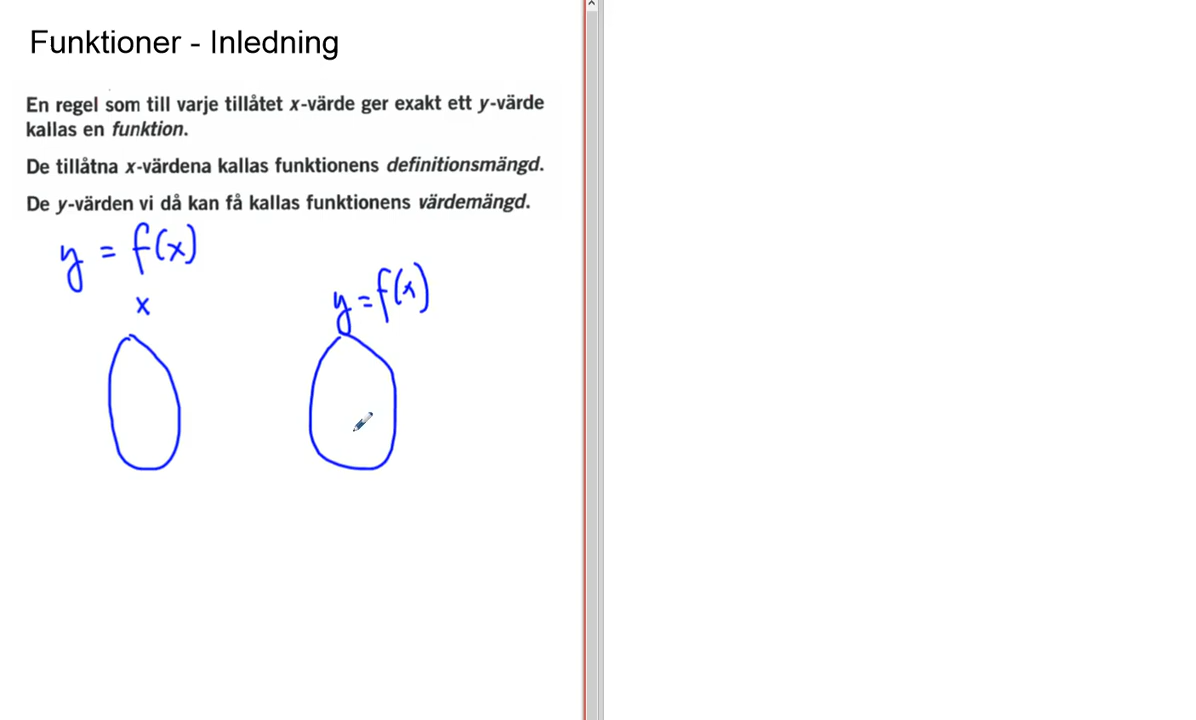 Funktioner - Inledning
En regel som till varje tillåtet x-värde ger exakt ett y-värde
kallas en funktion.
De tillåtna x-värdena kallas funktionens definitionsmängd.
De y-värden vi då kan få kallas funktionens värdemängd.
y = f(x)
x
y = f(x)